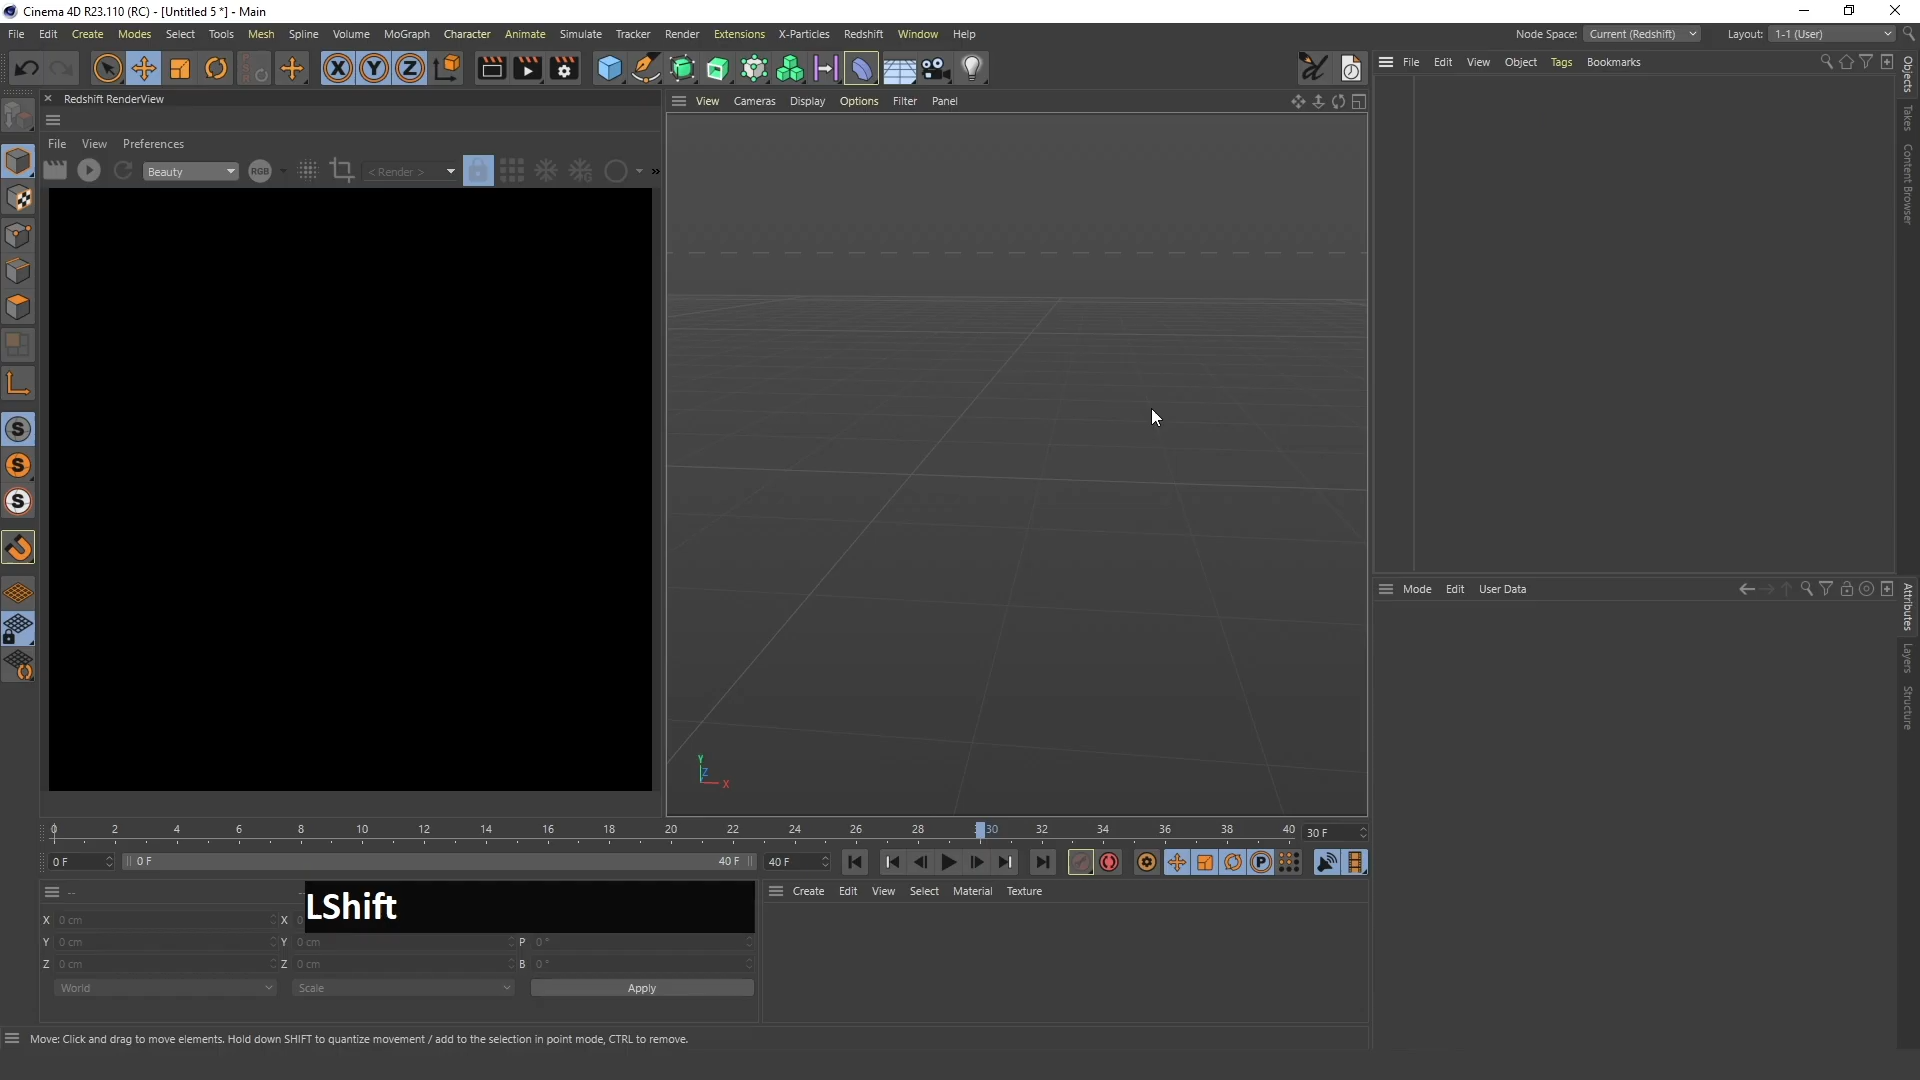 Cinema 4D R23.110 (RC) - [Untitled 5 *] - Main
File Edit Create Modes Select Tools Mesh Spline Volume MoGraph Character Animate Simulate Tracker Render Extensions X-Particles Redshift Window Help
Node Space: Current (Redshift) Layout: 1-1 (User)
X Y Z
PSR
File Edit View Object Tags Bookmarks
Objects
Takes
Content Browser
Redshift RenderView
View Cameras Display Options Filter Panel
File View Preferences
Beauty RGB < Render >
S
S
S
Y
Z
X
Mode Edit User Data
Attributes
Layers
Structure
0 2 4 6 8 10 12 14 16 18 20 22 24 26 28 30 32 34 36 38 40 30 F
0 F 0 F 40 F 40 F
P
--
LShift
Create Edit View Select Material Texture
X 0 cm X 0
Y 0 cm Y 0 cm P 0 °
Z 0 cm Z 0 cm B 0 °
World Scale Apply
Move: Click and drag to move elements. Hold down SHIFT to quantize movement / add to the selection in point mode, CTRL to remove.